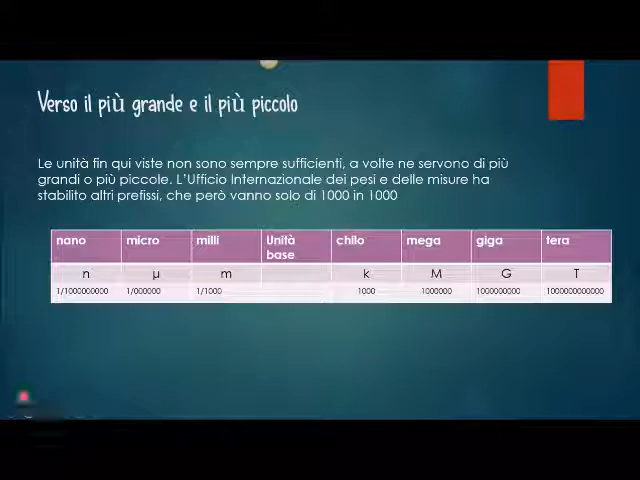 Verso il più grande e il più piccolo
Le unità fin qui viste non sono sempre sufficienti, a volte ne servono di più
grandi o più piccole. L'Ufficio Internazionale dei pesi e delle misure ha
stabilito altri prefissi, che però vanno solo di 1000 in 1000
nano micro milli Unità base chilo mega giga tera
n µ m k M G T
1/1000000000 1/000000 1/1000 1000 1000000 1000000000 1000000000000